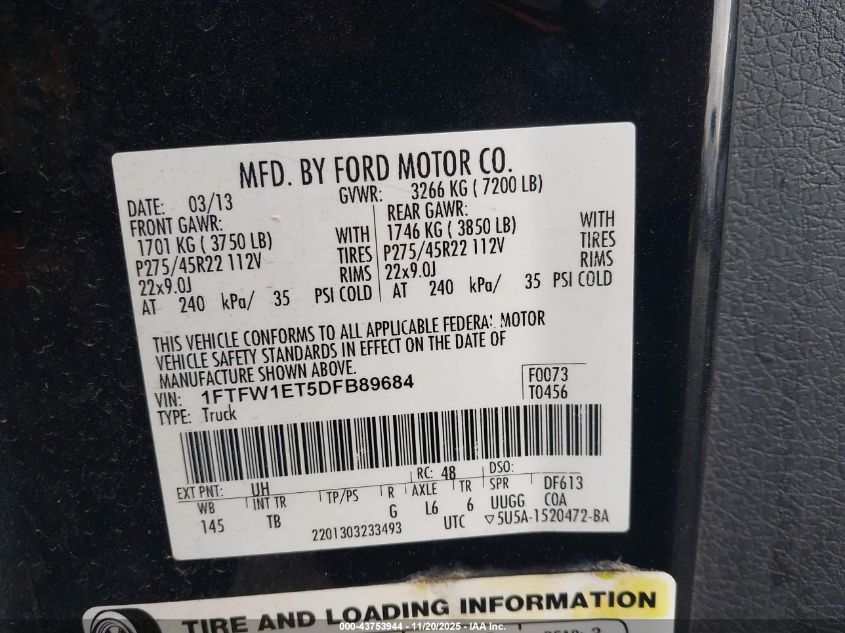 MFD. BY FORD MOTOR CO.
DATE: 03/13 GVWR: 3266 KG ( 7200 LB)
FRONT GAWR: REAR GAWR:
1701 KG ( 3750 LB) WITH 1746 KG ( 3850 LB) WITH
P275/45R22 112V TIRES P275/45R22 112V TIRES
22x9.0J RIMS 22x9.0J RIMS
AT 240 kPa/ 35 PSI COLD AT 240 kPa/ 35 PSI COLD
THIS VEHICLE CONFORMS TO ALL APPLICABLE FEDERAL MOTOR
VEHICLE SAFETY STANDARDS IN EFFECT ON THE DATE OF
MANUFACTURE SHOWN ABOVE.
VIN: 1FTFW1ET5DFB89684 F0073
TYPE: Truck T0456
EXT PNT: UH RC: 48 DSO:
WB INT TR TP/PS R AXLE TR SPR DF613
145 TB G L6 6 UUGG COA
2201303233493 UTC ▽5U5A-1520472-BA
TIRE AND LOADING INFORMATION
000-43753944 - 11/20/2025 - IAA Inc.